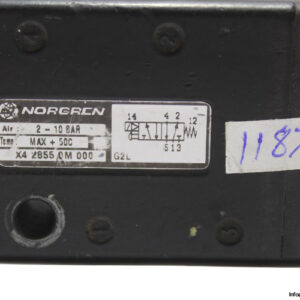 NORGREN
Air 2 - 10 BAR
Temp MAX + 50C
X4 2855 0M 000
14 4 2 12
5 1 3
G2L